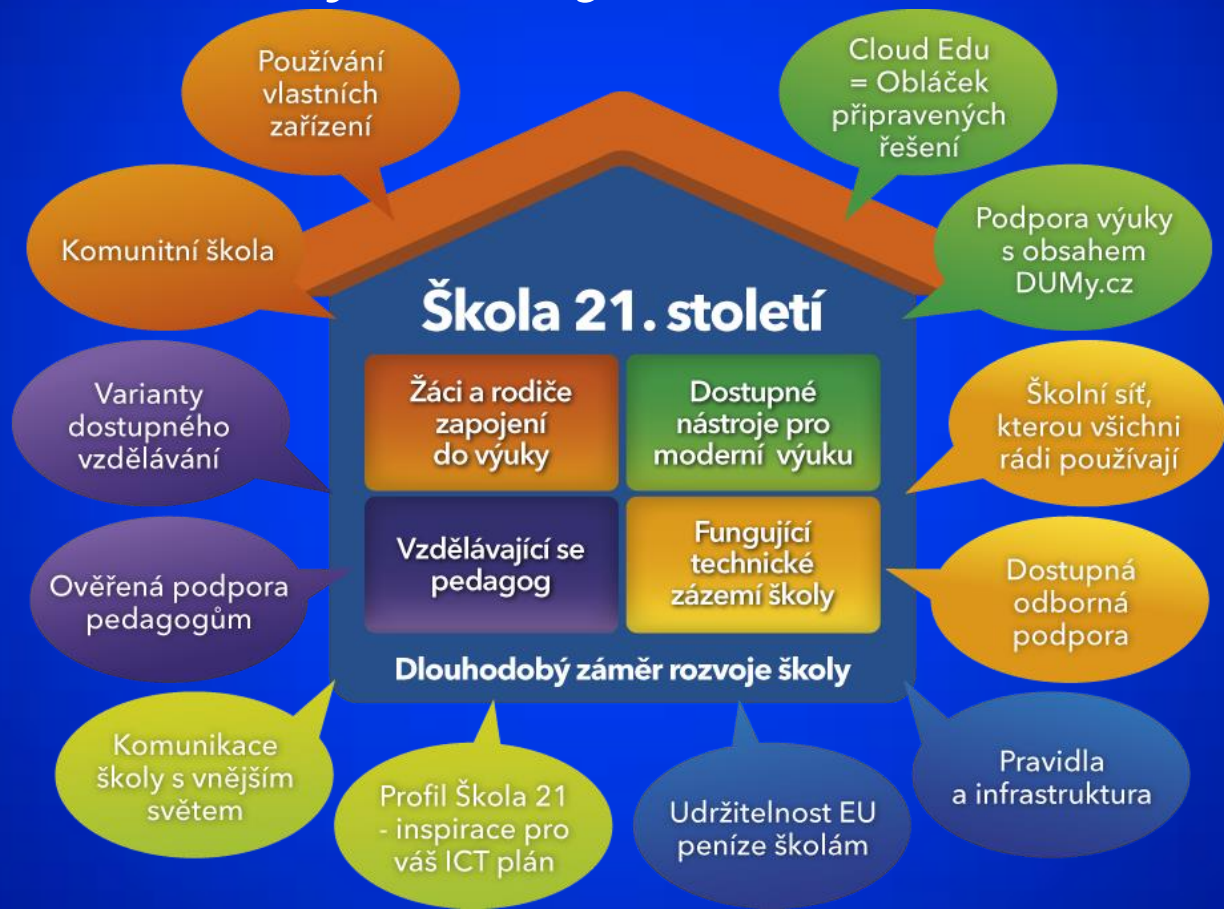 Používání
vlastních
zařízení
Cloud Edu
= Obláček
připravených
řešení
Komunitní škola
Podpora výuky
s obsahem
DUMy.cz
Škola 21. století
Varianty
dostupného
vzdělávání
Žáci a rodiče
zapojení
do výuky
Dostupné
nástroje pro
moderní výuku
Školní síť,
kterou všichni
rádi používají
Ověřená podpora
pedagogům
Vzdělávající se
pedagog
Fungující
technické
zázemí školy
Dostupná
odborná
podpora
Dlouhodobý záměr rozvoje školy
Komunikace
školy s vnějším
světem
Profil Škola 21
- inspirace pro
váš ICT plán
Udržitelnost EU
peníze školám
Pravidla
a infrastruktura